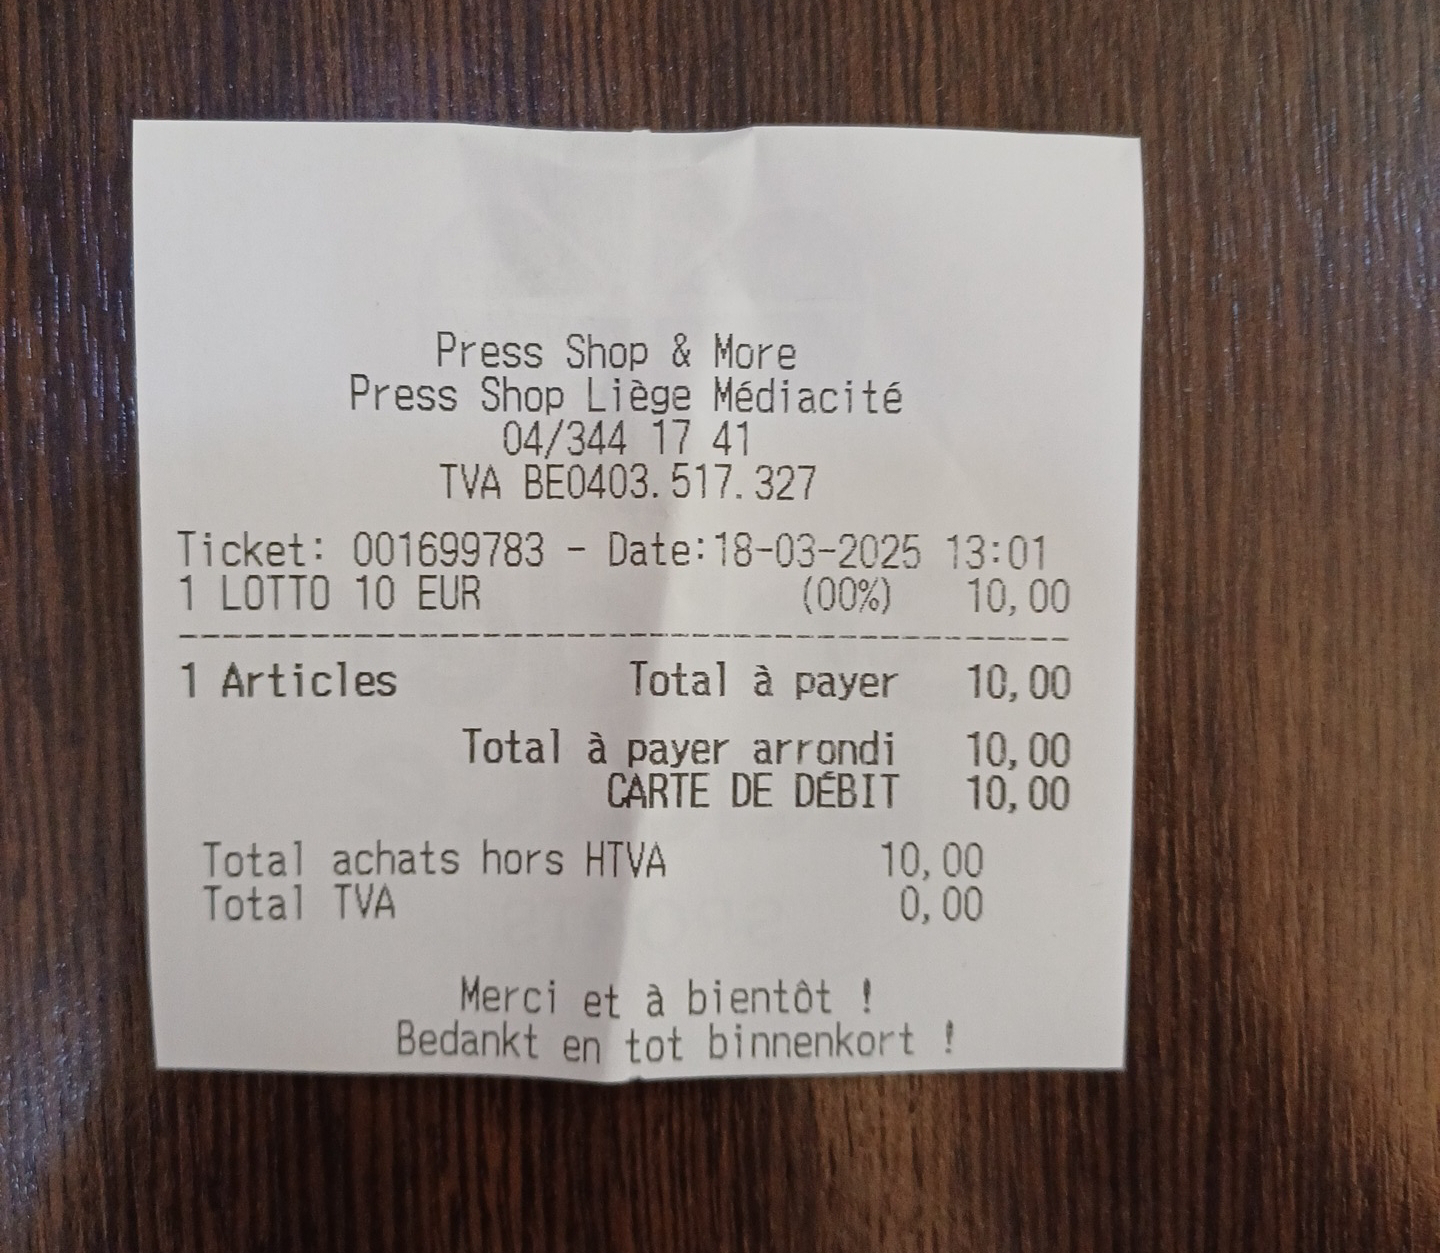 Press Shop & More
Press Shop Liège Médiacité
04/344 17 41
TVA BE0403.517.327
Ticket: 001699783 - Date:18-03-2025 13:01
1 LOTTO 10 EUR (00%) 10,00
1 Articles Total à payer 10,00
Total à payer arrondi 10,00
CARTE DE DÉBIT 10,00
Total achats hors HTVA 10,00
Total TVA 0,00
Merci et à bientôt !
Bedankt en tot binnenkort !